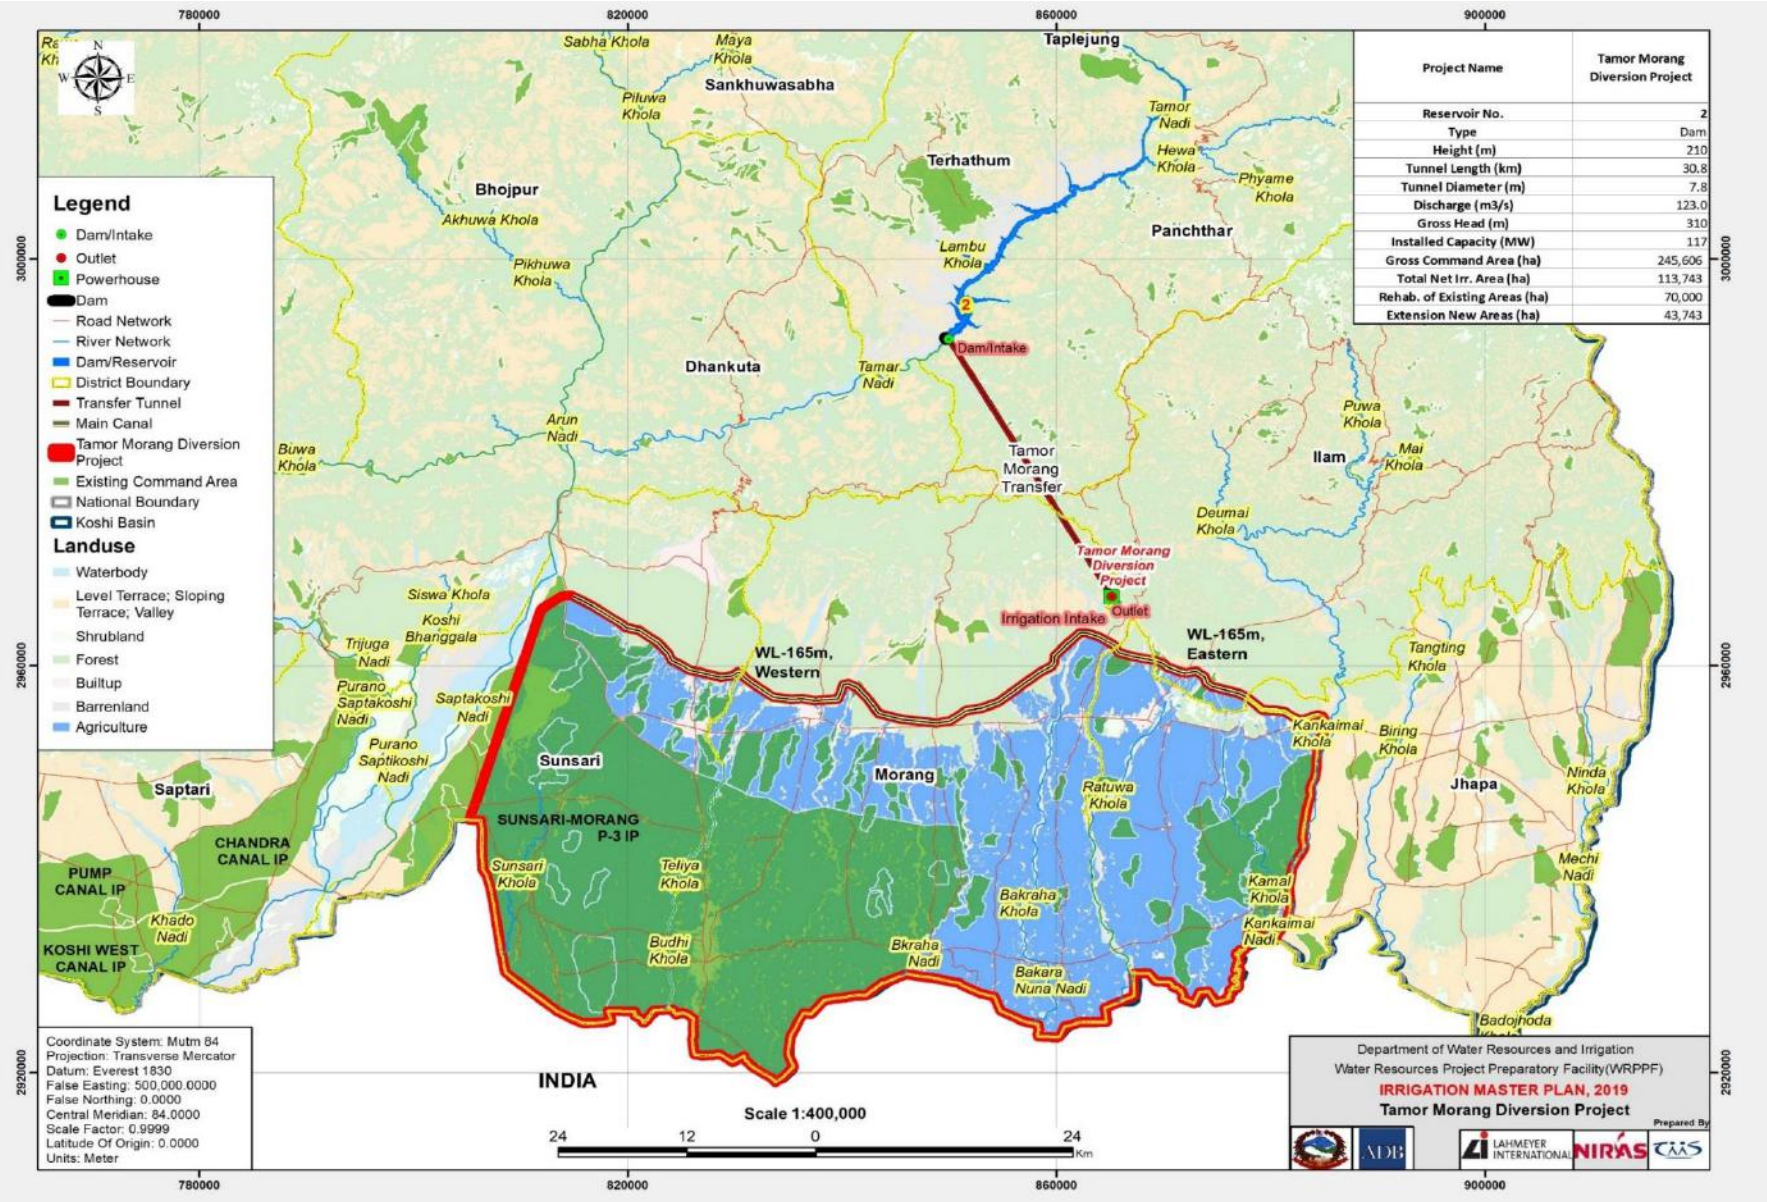 780000
820000
860000
900000
N
W
E
S
Sabha Khola
Maya
Khola
Taplejung
Sankhuwasabha
Piluwa
Khola
Tamor
Nadi
Hewa
Khola
Phyame
Khola
Terhathum
Bhojpur
Akhuwa Khola
Pikhuwa
Khola
Lambu
Khola
Panchthar
Project Name
Tamor Morang
Diversion Project
Reservoir No. 2
Type Dam
Height (m) 210
Tunnel Length (km) 30.8
Tunnel Diameter (m) 7.8
Discharge (m3/s) 123.0
Gross Head (m) 310
Installed Capacity (MW) 117
Gross Command Area (ha) 245,606
Total Net Irr. Area (ha) 113,743
Rehab. of Existing Areas (ha) 70,000
Extension New Areas (ha) 43,743
Legend
Dam/Intake
Outlet
Powerhouse
Dam
Road Network
River Network
Dam/Reservoir
District Boundary
Transfer Tunnel
Main Canal
Tamor Morang Diversion
Project
Existing Command Area
National Boundary
Koshi Basin
Landuse
Waterbody
Level Terrace; Sloping
Terrace; Valley
Shrubland
Forest
Builtup
Barrenland
Agriculture
3000000
3000000
2
Dam/Intake
Dhankuta
Tamar
Nadi
Arun
Nadi
Buwa
Khola
Tamor
Morang
Transfer
Puwa
Khola
Ilam
Mai
Khola
Deumai
Khola
Tamor Morang
Diversion
Project
Irrigation Intake
Outlet
Siswa Khola
Koshi
Bhanggala
Trijuga
Nadi
Purano
Saptakoshi
Nadi
Saptakoshi
Nadi
Purano
Saptikoshi
Nadi
WL-165m,
Western
WL-165m,
Eastern
Tangting
Khola
2960000
2960000
Kankaimai
Khola
Biring
Khola
Ninda
Khola
Jhapa
Saptari
Sunsari
Morang
Ratuwa
Khola
SUNSARI-MORANG
P-3 IP
CHANDRA
CANAL IP
PUMP
CANAL IP
Khado
Nadi
KOSHI WEST
CANAL IP
Sunsari
Khola
Teliya
Khola
Budhi
Khola
Bakraha
Khola
Bkraha
Nadi
Bakara
Nuna Nadi
Kamal
Khola
Kankaimai
Nadi
Mechi
Nadi
Badojhoda
INDIA
2920000
2920000
Coordinate System: Mutm 84
Projection: Transverse Mercator
Datum: Everest 1830
False Easting: 500,000.0000
False Northing: 0.0000
Central Meridian: 84.0000
Scale Factor: 0.9999
Latitude Of Origin: 0.0000
Units: Meter
Scale 1:400,000
24 12 0 24
Km
Department of Water Resources and Irrigation
Water Resources Project Preparatory Facility(WRPPF)
IRRIGATION MASTER PLAN, 2019
Tamor Morang Diversion Project
Prepared By
ADB
LAHMEYER
INTERNATIONAL
NIRAS
780000
820000
860000
900000